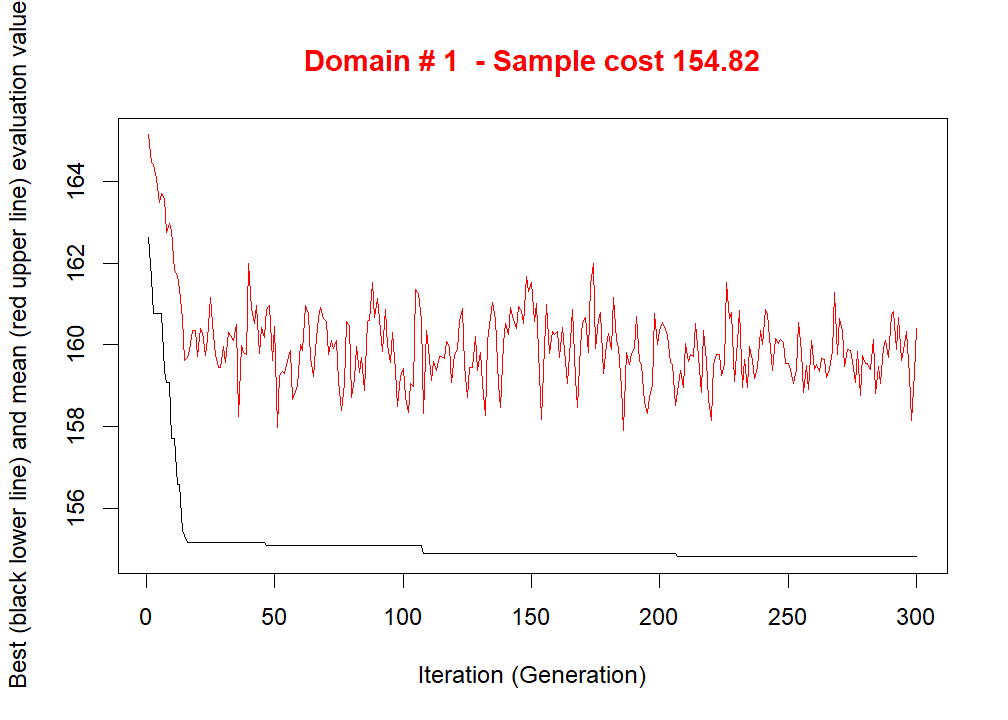 Domain # 1  - Sample cost 154.82
Best (black lower line) and mean (red upper line) evaluation value
164
162
160
158
156
0 50 100 150 200 250 300
Iteration (Generation)